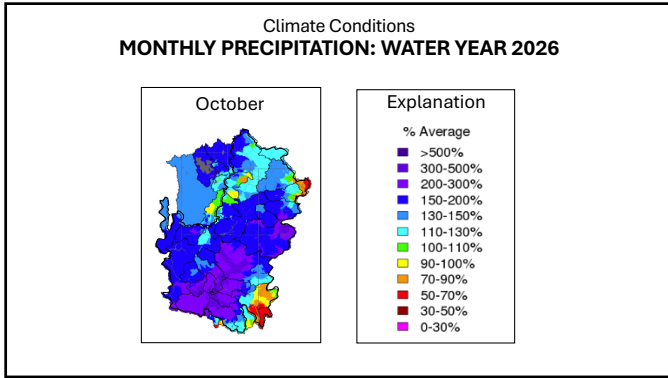 Climate Conditions
MONTHLY PRECIPITATION: WATER YEAR 2026
October
Explanation
% Average
>500%
300-500%
200-300%
150-200%
130-150%
110-130%
100-110%
90-100%
70-90%
50-70%
30-50%
0-30%